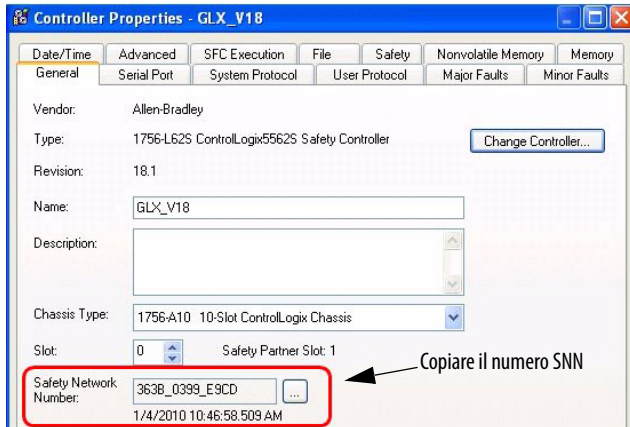 Controller Properties - GLX_V18
Date/Time Advanced SFC Execution File Safety Nonvolatile Memory Memory
General Serial Port System Protocol User Protocol Major Faults Minor Faults
Vendor: Allen-Bradley
Type: 1756-L62S ControlLogix5562S Safety Controller Change Controller...
Revision: 18.1
Name: GLX_V18
Description:
Chassis Type: 1756-A10 10-Slot ControlLogix Chassis
Slot: 0 Safety Partner Slot: 1
Copiare il numero SNN
Safety Network Number: 363B_0399_E9CD ...
1/4/2010 10:46:58.509 AM